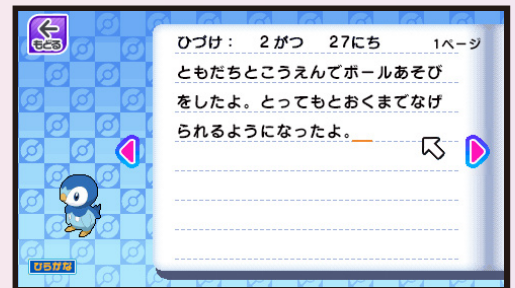 もどる
ひづけ： 2がつ 27にち 1ページ
ともだちとこうえんでボールあそび
をしたよ。とってもとおくまでなげ
られるようになったよ。
ひらがな